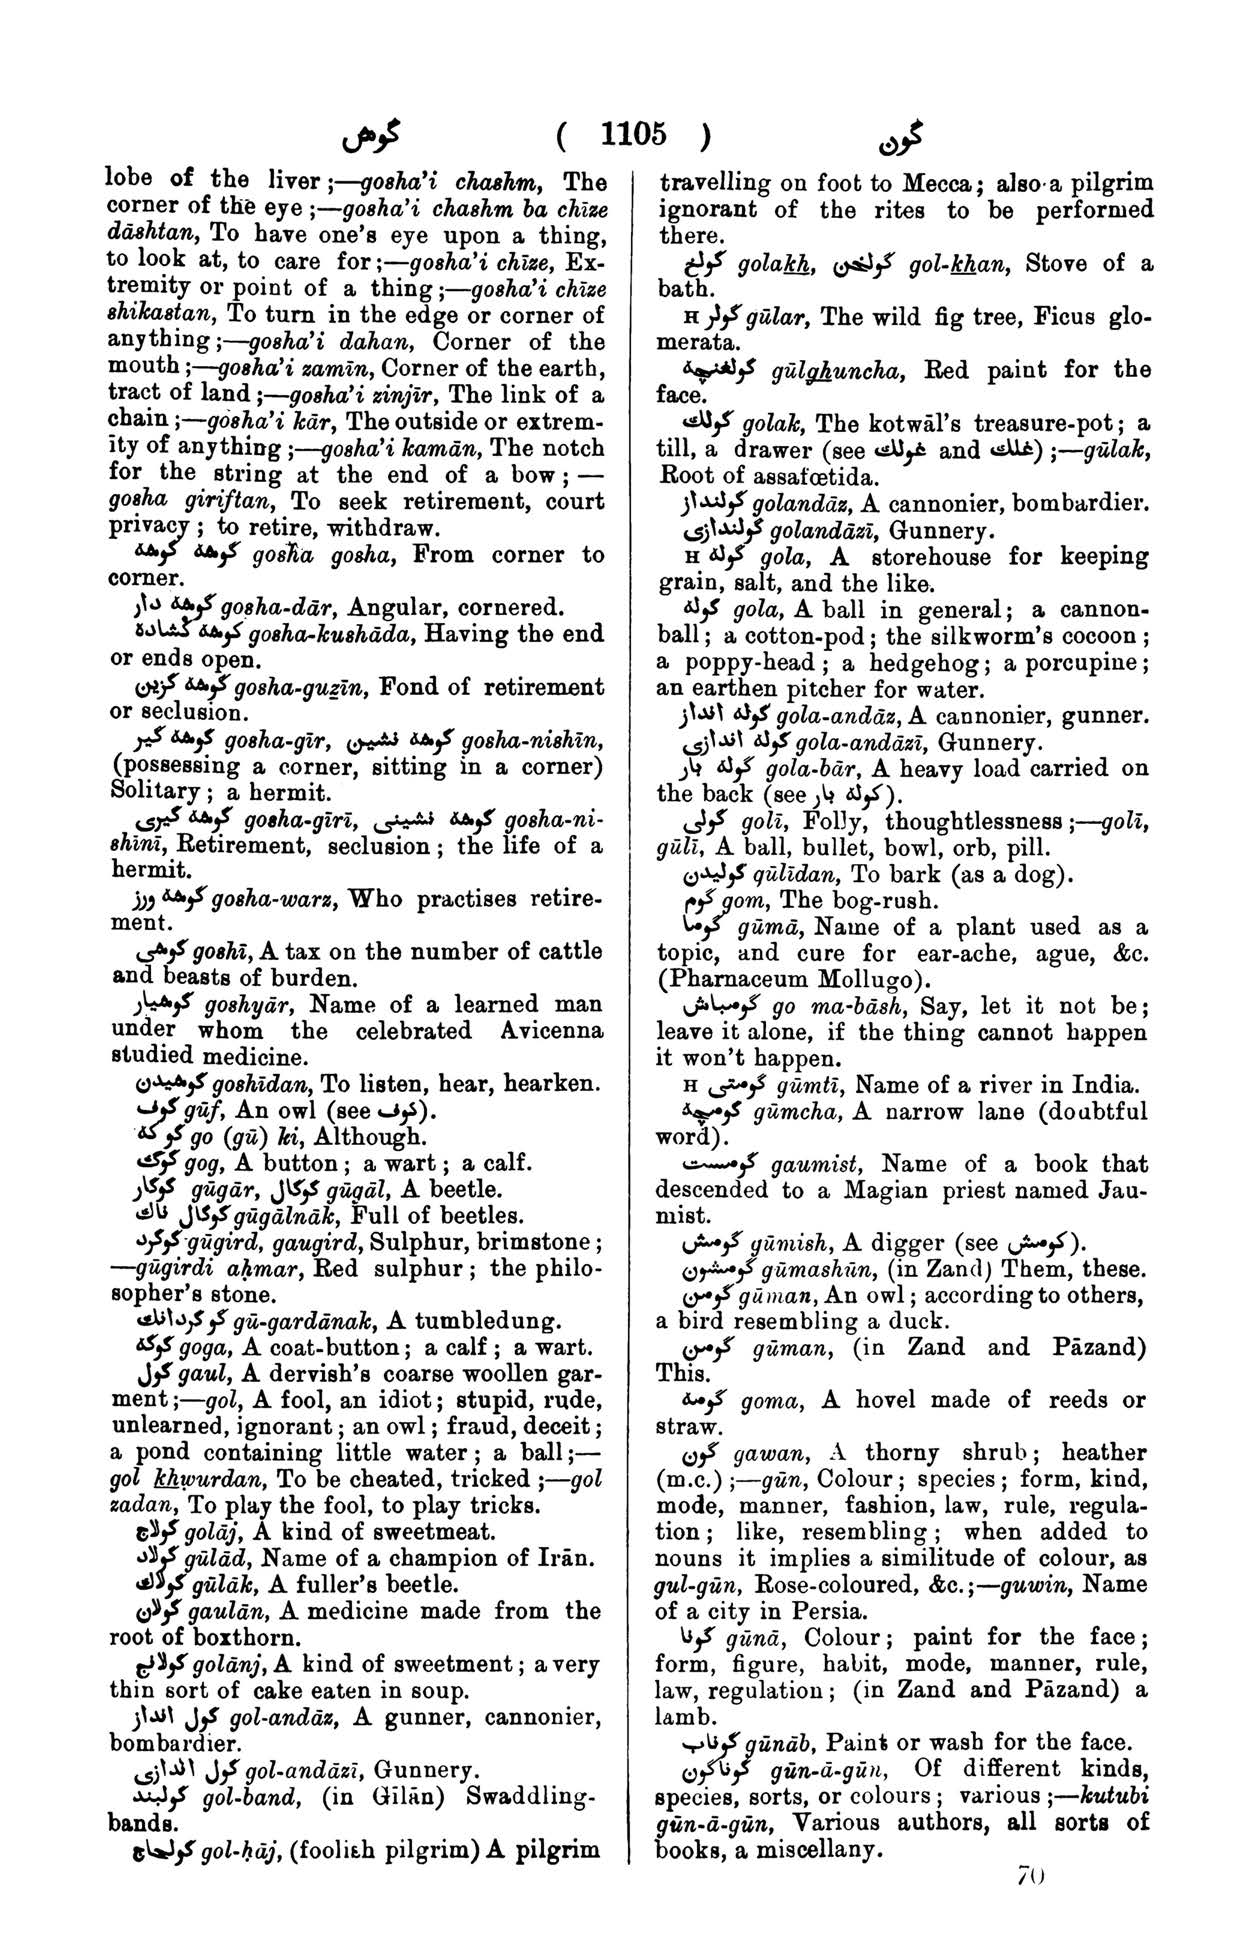 گوش
( 1105 )
گون
lobe of the liver ;—gosha’i chashm, The
corner of the eye ;—gosha’i chashm ba chīze
dāshtan, To have one’s eye upon a thing,
to look at, to care for ;—gosha’i chīze, Ex-
tremity or point of a thing ;—gosha’i chīze
shikastan, To turn in the edge or corner of
anything ;—gosha’i dahan, Corner of the
mouth ;—gosha’i zamīn, Corner of the earth,
tract of land ;—gosha’i zinjīr, The link of a
chain ;—gosha’i kār, The outside or extrem-
ity of anything ;—gosha’i kamān, The notch
for the string at the end of a bow ; —
gosha giriftan, To seek retirement, court
privacy ; to retire, withdraw.
گوشه گوشه gosha gosha, From corner to
corner.
گوشه دار gosha-dār, Angular, cornered.
گوشه گشاده gosha-kushāda, Having the end
or ends open.
گوشه گزین gosha-guzīn, Fond of retirement
or seclusion.
گوشه گیر gosha-gīr, گوشه نشین gosha-nishīn,
(possessing a corner, sitting in a corner)
Solitary ; a hermit.
گوشه گیری gosha-gīrī, گوشه نشینی gosha-ni-
shīnī, Retirement, seclusion ; the life of a
hermit.
گوشه ورز gosha-warz, Who practises retire-
ment.
گوشی goshī, A tax on the number of cattle
and beasts of burden.
گوشیار goshyār, Name of a learned man
under whom the celebrated Avicenna
studied medicine.
گوشیدن goshīdan, To listen, hear, hearken.
گوف gūf, An owl (see کوف).
گو که go (gū) ki, Although.
گوگ gog, A button ; a wart ; a calf.
گوگار gūgār, گوگال gūgāl, A beetle.
گوگال ناك gūgālnāk, Full of beetles.
گوگرد gūgird, gaugird, Sulphur, brimstone ;
—gūgirdi aḥmar, Red sulphur ; the philo-
sopher’s stone.
گو گردانك gū-gardānak, A tumbledung.
گوگه goga, A coat-button ; a calf ; a wart.
گول gaul, A dervish’s coarse woollen gar-
ment ;—gol, A fool, an idiot ; stupid, rude,
unlearned, ignorant ; an owl ; fraud, deceit ;
a pond containing little water ; a ball ;—
gol khẉurdan, To be cheated, tricked ;—gol
zadan, To play the fool, to play tricks.
گولاج golāj, A kind of sweetmeat.
گولاد gūlād, Name of a champion of Irān.
گولاك gūlāk, A fuller’s beetle.
گولان gaulān, A medicine made from the
root of boxthorn.
گولانج golānj, A kind of sweetment ; a very
thin sort of cake eaten in soup.
گول انداز gol-andāz, A gunner, cannonier,
bombardier.
گول اندازی gol-andāzī, Gunnery.
گولبند gol-band, (in Gīlān) Swaddling-
bands.
گولحاج gol-ḥāj, (foolish pilgrim) A pilgrim
travelling on foot to Mecca ; also a pilgrim
ignorant of the rites to be performed
there.
گولخ golakh, گولخن gol-khan, Stove of a
bath.
H گولر gūlar, The wild fig tree, Ficus glo-
merata.
گولغنچه gūlghuncha, Red paint for the
face.
گولك golak, The kotwāl’s treasure-pot ; a
till, a drawer (see غولك and غلك) ;—gūlak,
Root of assafœtida.
گولنداز golandāz, A cannonier, bombardier.
گولندازی golandāzī, Gunnery.
H گوله gola, A storehouse for keeping
grain, salt, and the like.
گوله gola, A ball in general ; a cannon-
ball ; a cotton-pod ; the silkworm’s cocoon ;
a poppy-head ; a hedgehog ; a porcupine ;
an earthen pitcher for water.
گوله انداز gola-andāz, A cannonier, gunner.
گوله اندازی gola-andāzī, Gunnery.
گوله بار gola-bār, A heavy load carried on
the back (see کوله بار).
گولی golī, Folly, thoughtlessness ;—golī,
gūlī, A ball, bullet, bowl, orb, pill.
گولیدن gūlīdan, To bark (as a dog).
گوم gom, The bog-rush.
گوما gūmā, Name of a plant used as a
topic, and cure for ear-ache, ague, &c.
(Pharnaceum Mollugo).
گومباش go ma-bāsh, Say, let it not be ;
leave it alone, if the thing cannot happen
it won’t happen.
H گومتی gūmtī, Name of a river in India.
گومچه gūmcha, A narrow lane (doubtful
word).
گومست gaumist, Name of a book that
descended to a Magian priest named Jau-
mist.
گومش gūmish, A digger (see کومش).
گومشون gūmashūn, (in Zand) Them, these.
گومن gūman, An owl ; according to others,
a bird resembling a duck.
گومن gūman, (in Zand and Pāzand)
This.
گومه goma, A hovel made of reeds or
straw.
گون gawan, A thorny shrub ; heather
(m.c.) ;—gūn, Colour ; species ; form, kind,
mode, manner, fashion, law, rule, regula-
tion ; like, resembling ; when added to
nouns it implies a similitude of colour, as
gul-gūn, Rose-coloured, &c. ;—guwin, Name
of a city in Persia.
گونا gūnā, Colour ; paint for the face ;
form, figure, habit, mode, manner, rule,
law, regulation ; (in Zand and Pāzand) a
lamb.
گوناب gūnāb, Paint or wash for the face.
گوناگون gūn-ā-gūn, Of different kinds,
species, sorts, or colours ; various ;—kutubi
gūn-ā-gūn, Various authors, all sorts of
books, a miscellany.
70